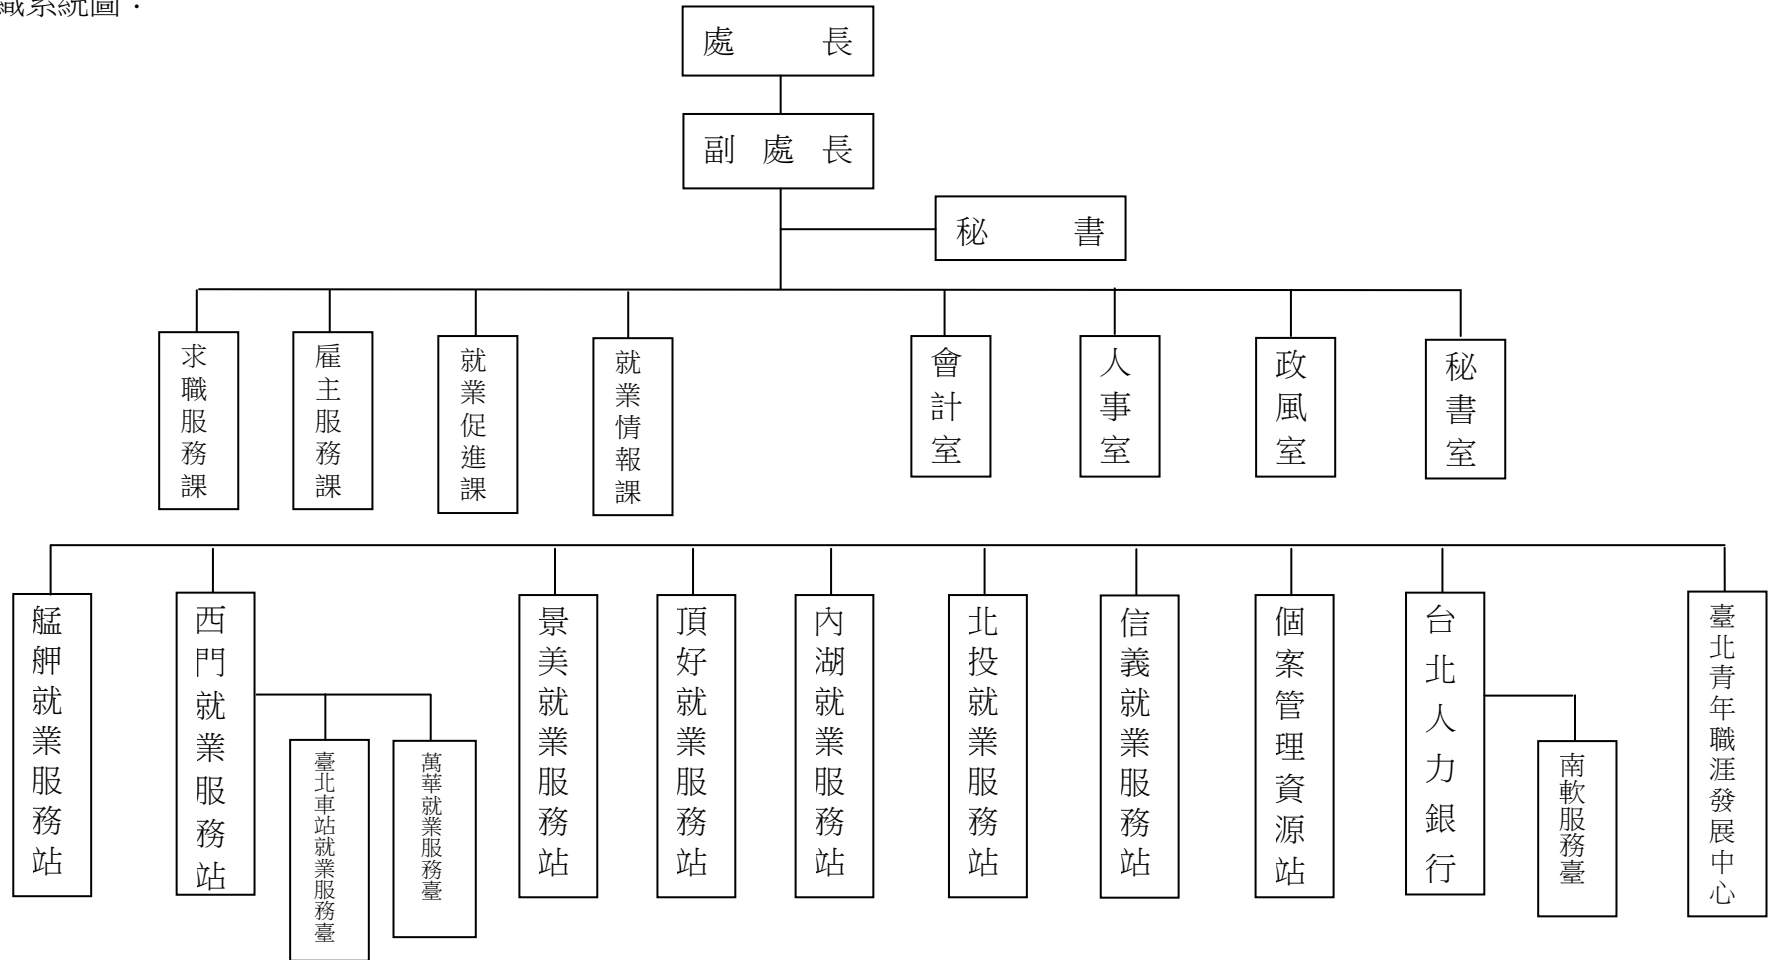 織系統圖：
處 長
副 處 長
秘 書
求職服務課
雇主服務課
就業促進課
就業情報課
會計室
人事室
政風室
秘書室
艋舺就業服務站
西門就業服務站
臺北車站就業服務臺
萬華就業服務臺
景美就業服務站
頂好就業服務站
內湖就業服務站
北投就業服務站
信義就業服務站
個案管理資源站
台北人力銀行
南軟服務臺
臺北青年職涯發展中心